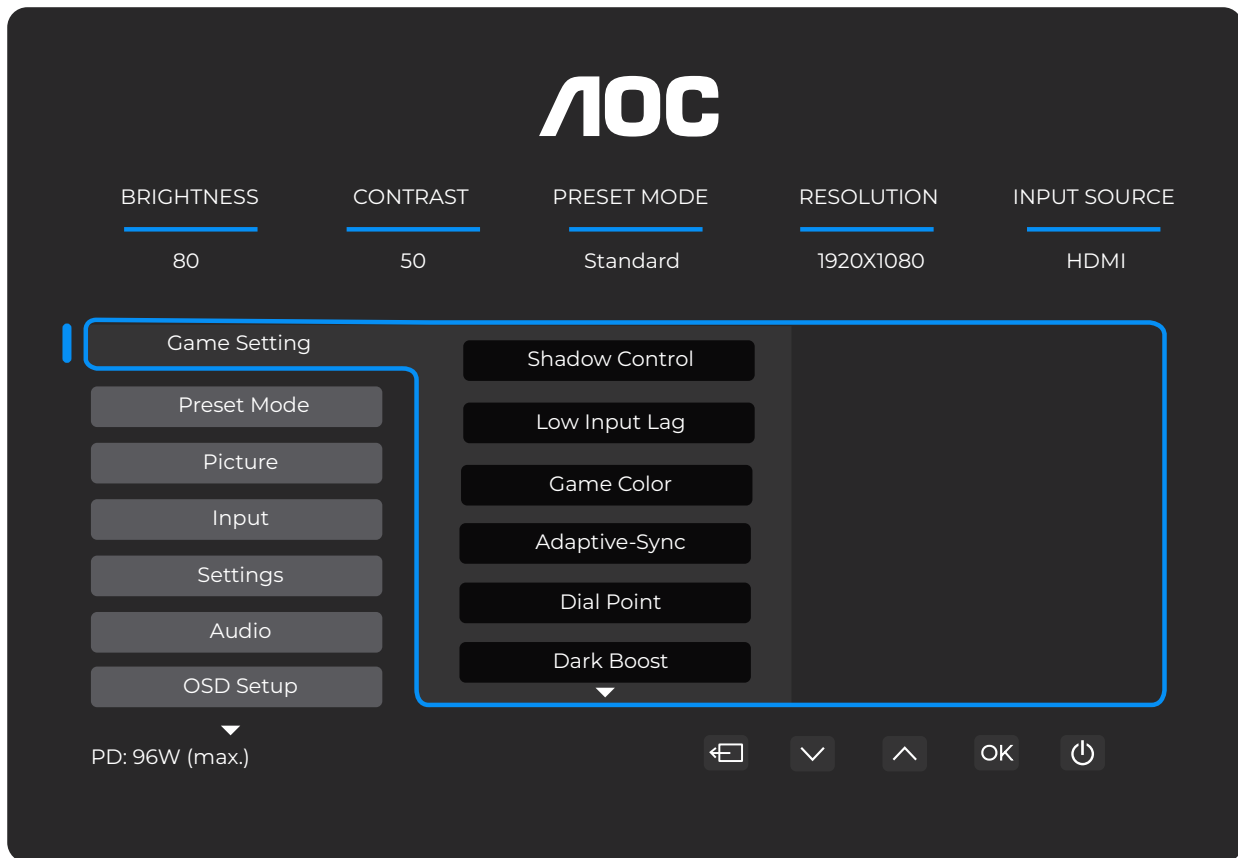 AOC
BRIGHTNESS CONTRAST PRESET MODE RESOLUTION INPUT SOURCE
80 50 Standard 1920X1080 HDMI
Game Setting
Preset Mode
Picture
Input
Settings
Audio
OSD Setup
Shadow Control
Low Input Lag
Game Color
Adaptive-Sync
Dial Point
Dark Boost
PD: 96W (max.)
OK